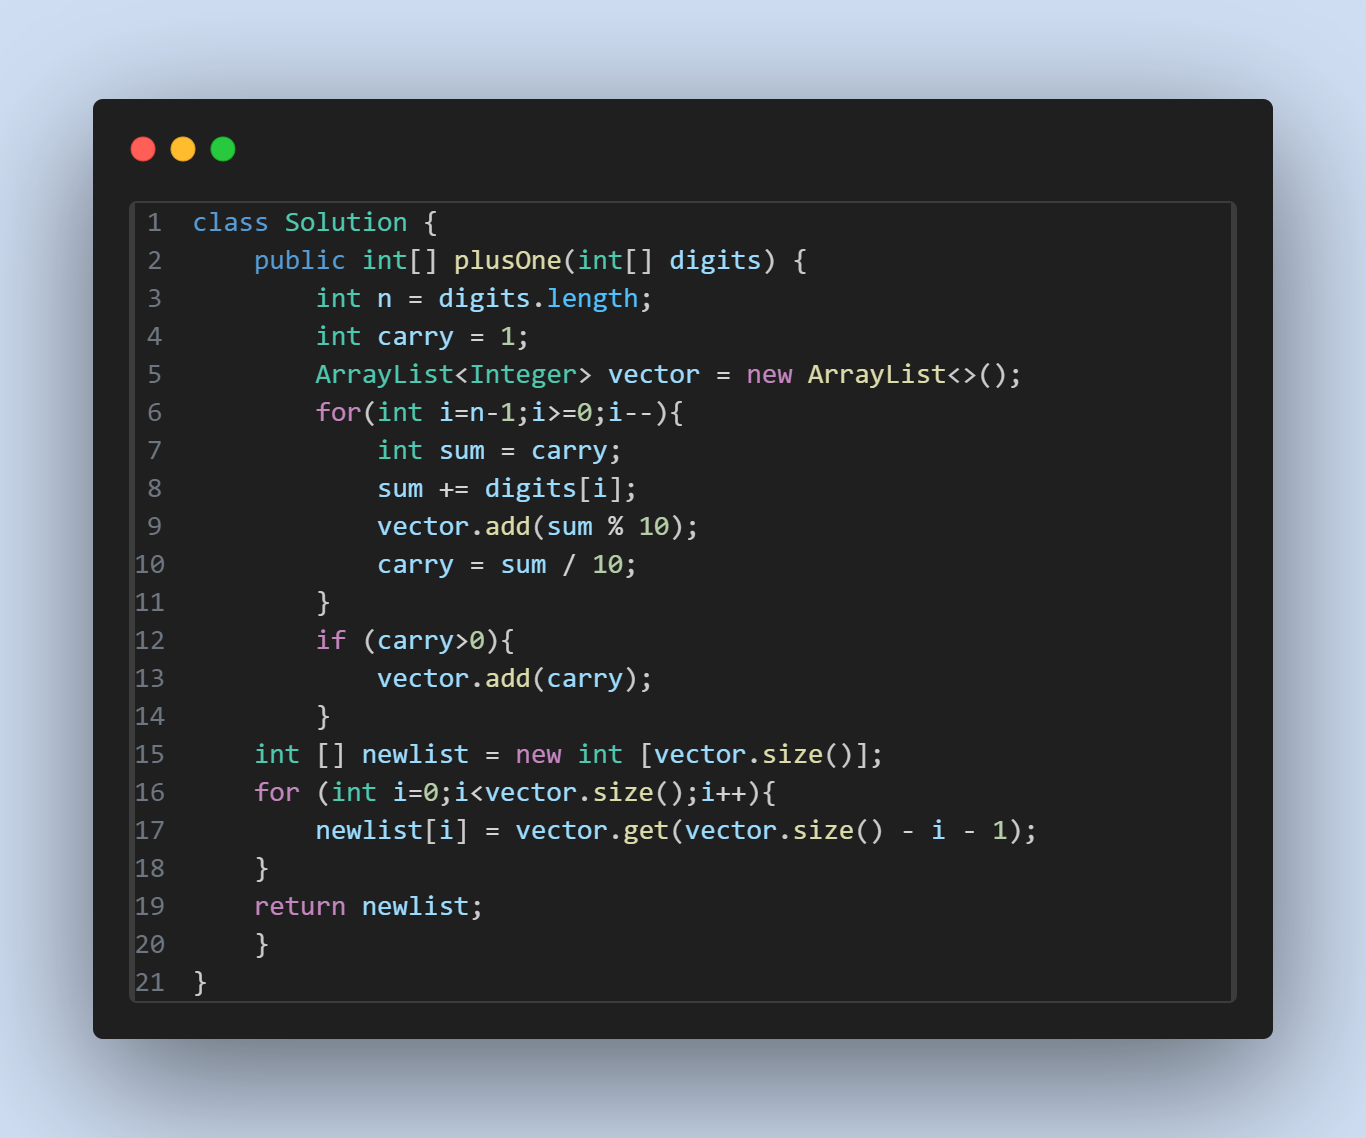 1 class Solution {
2     public int[] plusOne(int[] digits) {
3         int n = digits.length;
4         int carry = 1;
5         ArrayList<Integer> vector = new ArrayList<>();
6         for(int i=n-1;i>=0;i--){
7             int sum = carry;
8             sum += digits[i];
9             vector.add(sum % 10);
10             carry = sum / 10;
11         }
12         if (carry>0){
13             vector.add(carry);
14         }
15     int [] newlist = new int [vector.size()];
16     for (int i=0;i<vector.size();i++){
17         newlist[i] = vector.get(vector.size() - i - 1);
18     }
19     return newlist;
20     }
21 }